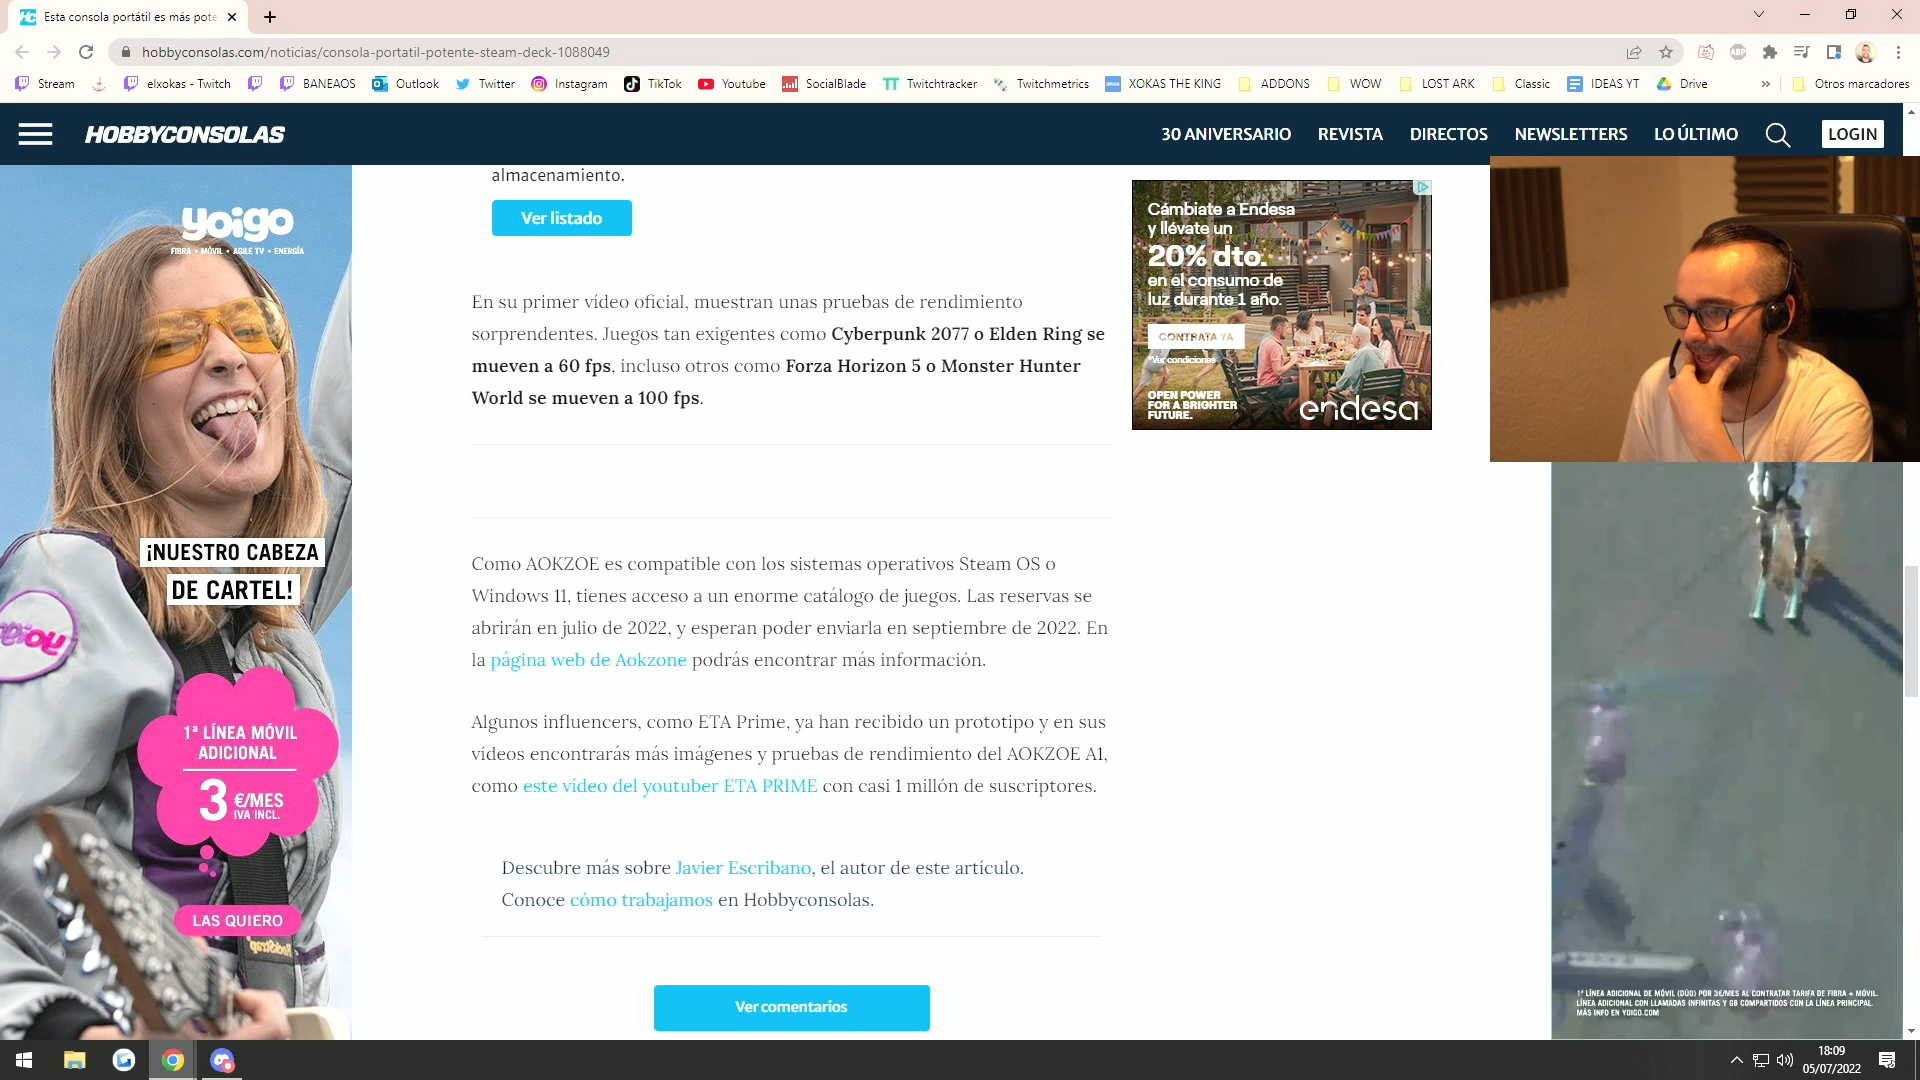 Esta consola portátil es más pote
hobbyconsolas.com/noticias/consola-portatil-potente-steam-deck-1088049
ABP
Stream
elxokas - Twitch
BANEAOS
Outlook
Twitter
Instagram
TikTok
Youtube
SocialBlade
TT Twitchtracker
Twitchmetrics
XOKAS THE KING
ADDONS
WOW
LOST ARK
Classic
IDEAS YT
Drive
»
Otros marcadores
HOBBYCONSOLAS
30 ANIVERSARIO
REVISTA
DIRECTOS
NEWSLETTERS
LO ÚLTIMO
LOGIN
yoigo
FIBRA • MÓVIL • AGILE TV • ENERGÍA
¡NUESTRO CABEZA
DE CARTEL!
1ª LÍNEA MÓVIL
ADICIONAL
3 €/MES
IVA INCL.
LAS QUIERO
almacenamiento.
Ver listado
En su primer vídeo oficial, muestran unas pruebas de rendimiento
sorprendentes. Juegos tan exigentes como Cyberpunk 2077 o Elden Ring se
mueven a 60 fps, incluso otros como Forza Horizon 5 o Monster Hunter
World se mueven a 100 fps.
Como AOKZOE es compatible con los sistemas operativos Steam OS o
Windows 11, tienes acceso a un enorme catálogo de juegos. Las reservas se
abrirán en julio de 2022, y esperan poder enviarla en septiembre de 2022. En
la página web de Aokzone podrás encontrar más información.
Algunos influencers, como ETA Prime, ya han recibido un prototipo y en sus
vídeos encontrarás más imágenes y pruebas de rendimiento del AOKZOE A1,
como este vídeo del youtuber ETA PRIME con casi 1 millón de suscriptores.
Descubre más sobre Javier Escribano, el autor de este artículo.
Conoce cómo trabajamos en Hobbyconsolas.
Ver comentarios
Cámbiate a Endesa
y llévate un
20% dto.
en el consumo de
luz durante 1 año.
CONTRATA YA
*Ver condiciones
OPEN POWER
FOR A BRIGHTER
FUTURE.
endesa
1ª LÍNEA ADICIONAL DE MÓVIL (DÚO) POR 3€/MES AL CONTRATAR TARIFA DE FIBRA + MÓVIL.
LÍNEA ADICIONAL CON LLAMADAS INFINITAS Y GB COMPARTIDOS CON LA LÍNEA PRINCIPAL.
MÁS INFO EN YOIGO.COM
18:09
05/07/2022